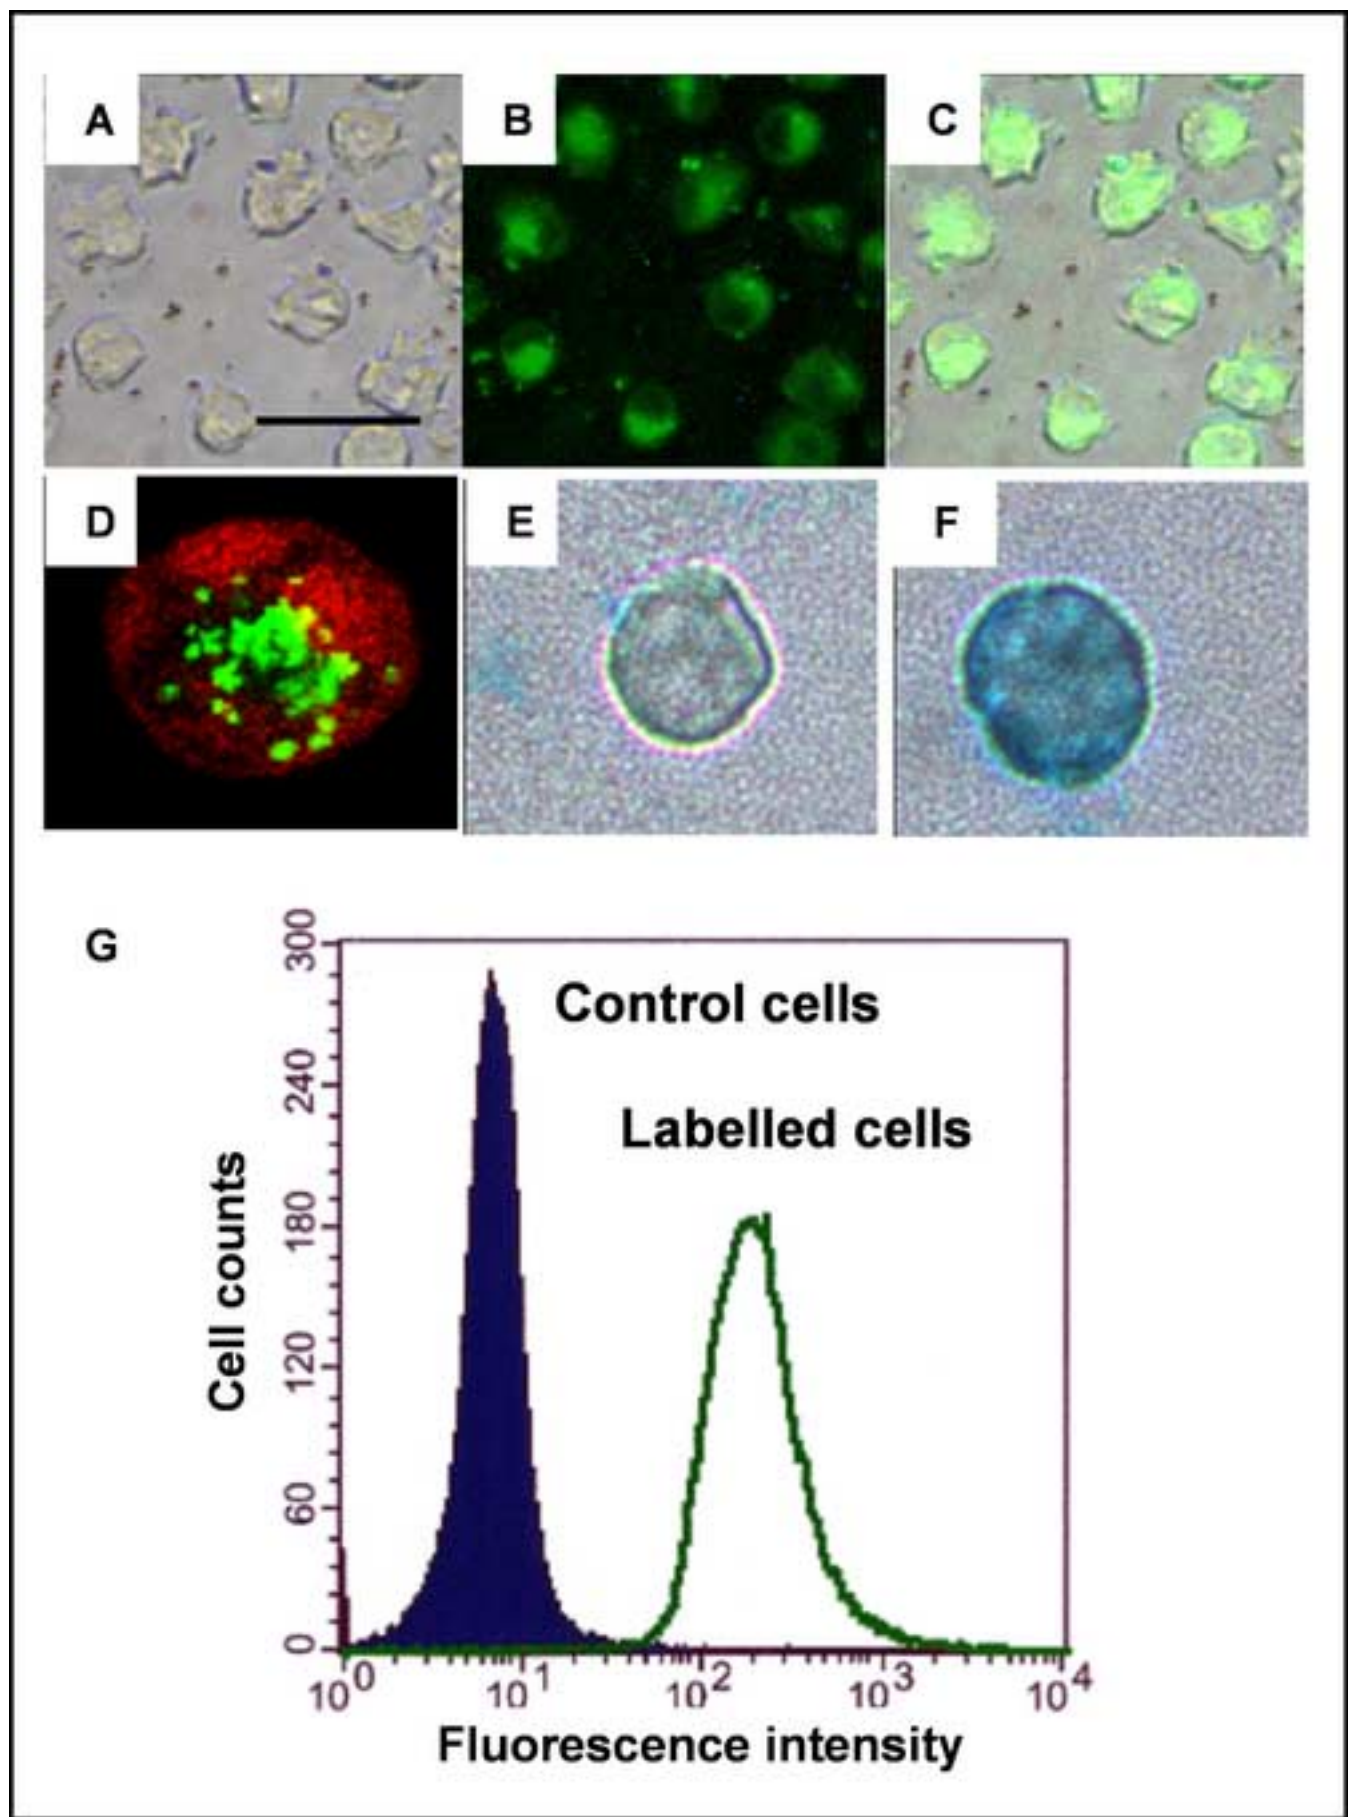 A
B
C
D
E
F
G
Control cells
Labelled cells
Cell counts
300
240
180
120
60
0
10⁰
10¹
10²
10³
10⁴
Fluorescence intensity